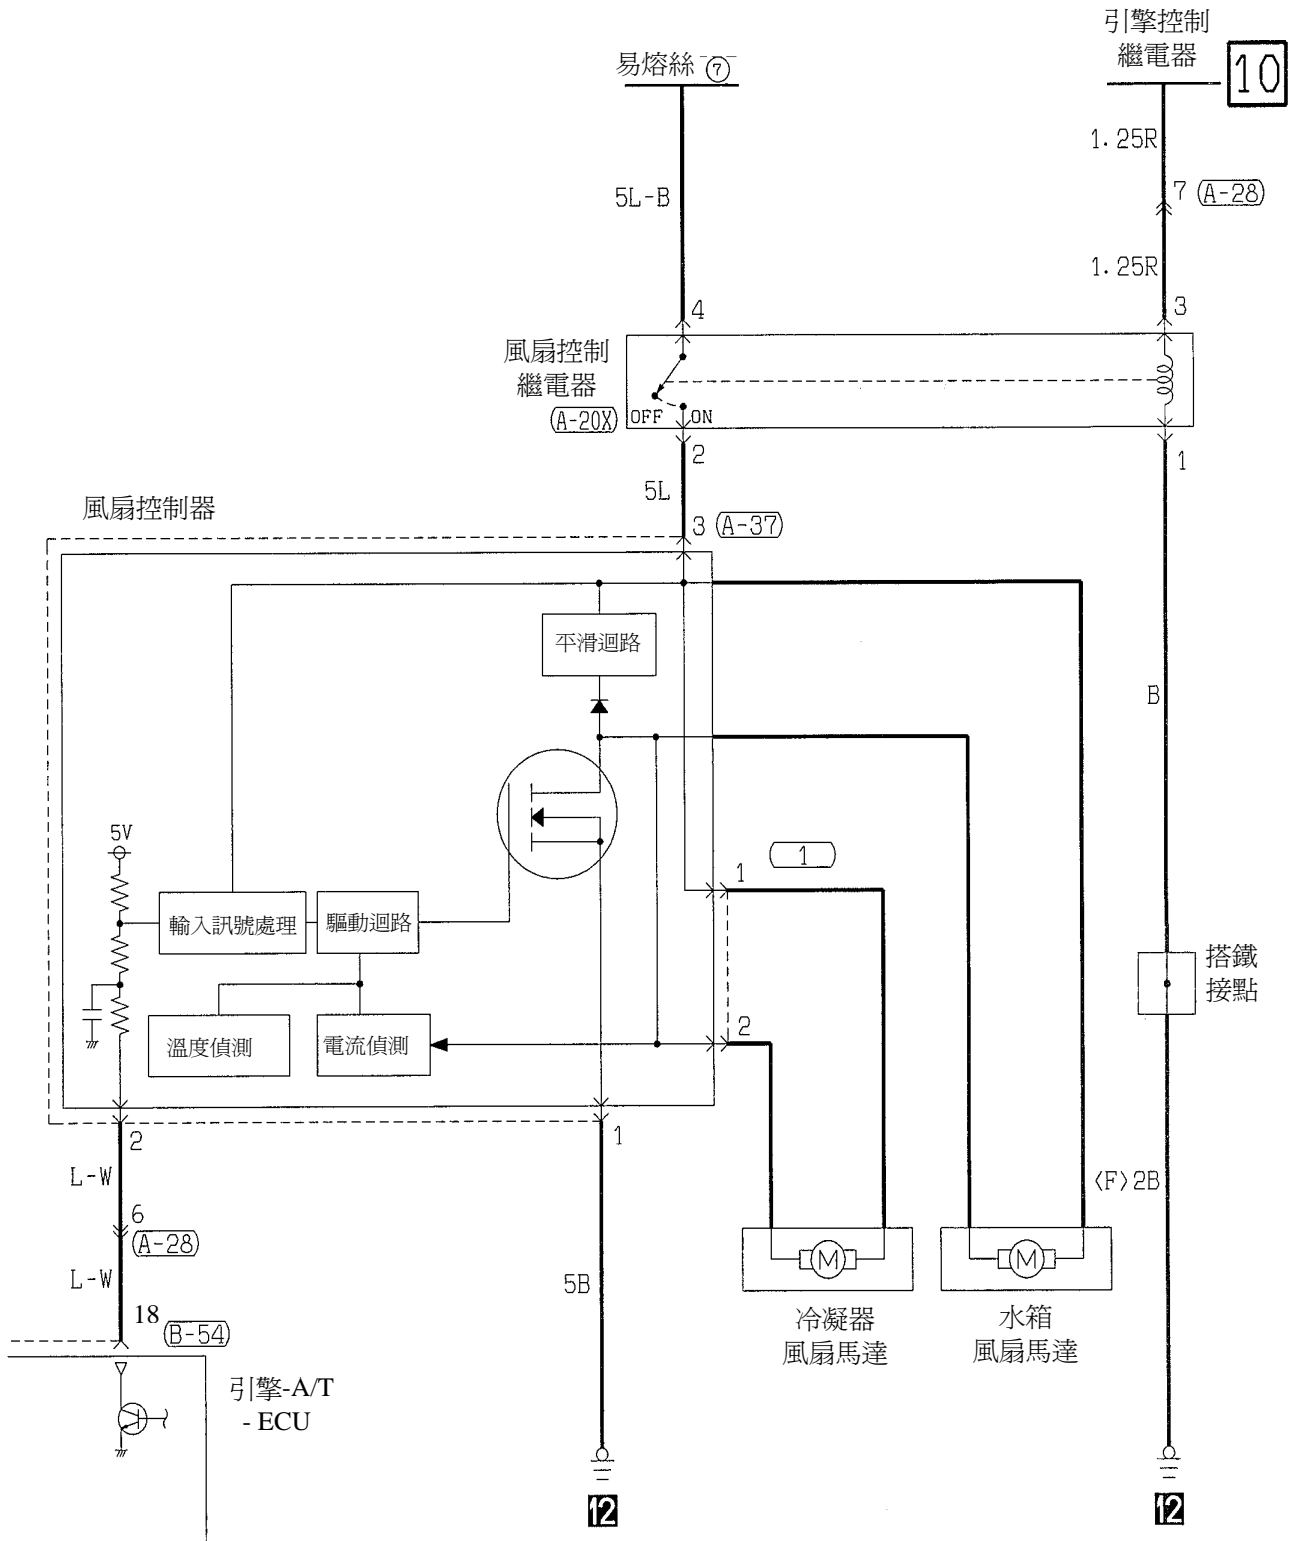 引擎控制
繼電器
10
易熔絲 ⑦
1.25R
7 (A-28)
5L-B
1.25R
4
3
風扇控制
繼電器
(A-20X)
OFF
ON
2
1
5L
風扇控制器
3 (A-37)
平滑迴路
B
5V
1
1
輸入訊號處理
驅動迴路
搭鐵
接點
2
溫度偵測
電流偵測
2
1
L-W
<F>2B
6
(A-28)
L-W
5B
18
(B-54)
M
M
冷凝器
風扇馬達
水箱
風扇馬達
引擎-A/T
- ECU
12
12